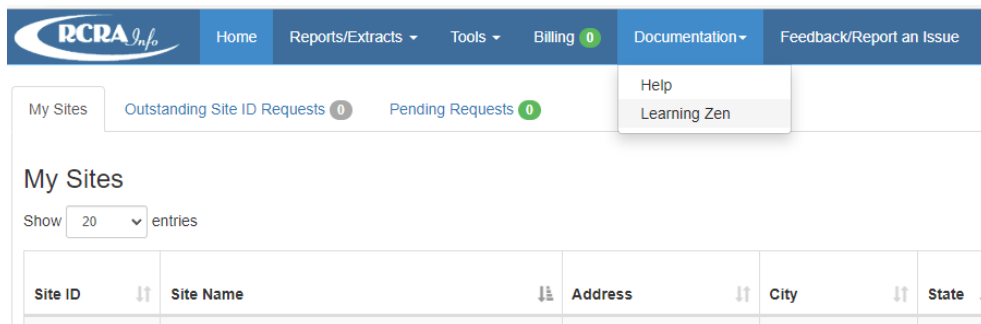 RCRAInfo Home Reports/Extracts Tools Billing 0 Documentation Feedback/Report an Issue
Help
Learning Zen
My Sites Outstanding Site ID Requests 0 Pending Requests 0
My Sites
Show 20 entries
Site ID Site Name Address City State